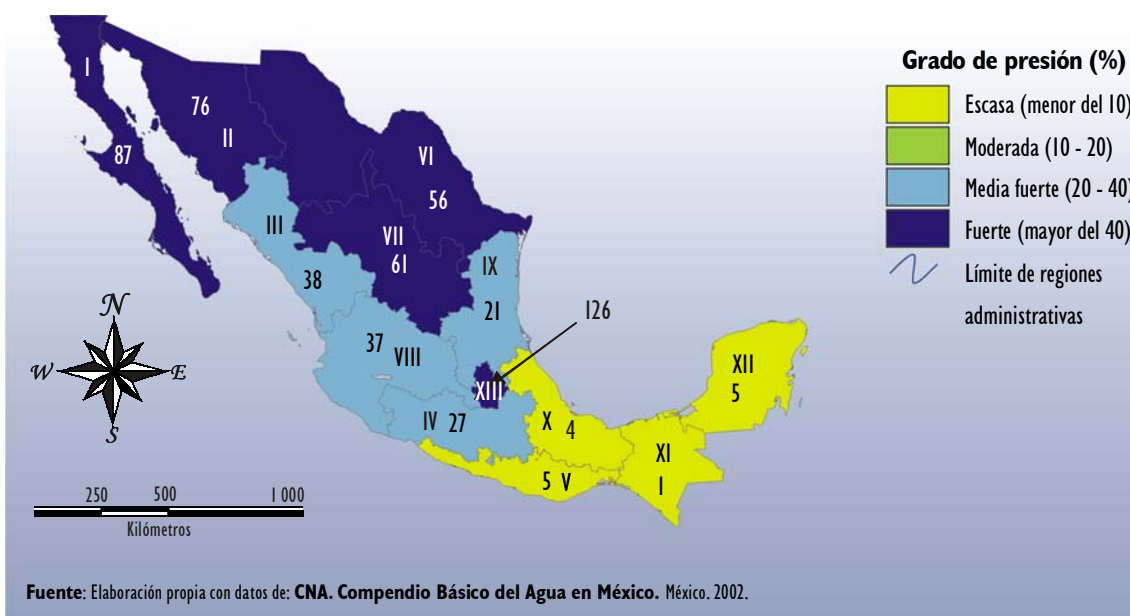 Grado de presión (%)
Escasa (menor del 10)
Moderada (10 - 20)
Media fuerte (20 - 40)
Fuerte (mayor del 40)
Límite de regiones
administrativas
I
87
76
II
VI
56
III
38
VII
61
IX
21
126
37
VIII
XIII
IV 27
X 4
5 V
XI
I
XII
5
N
W
E
S
250 500 1 000
Kilómetros
Fuente: Elaboración propia con datos de: CNA. Compendio Básico del Agua en México. México. 2002.